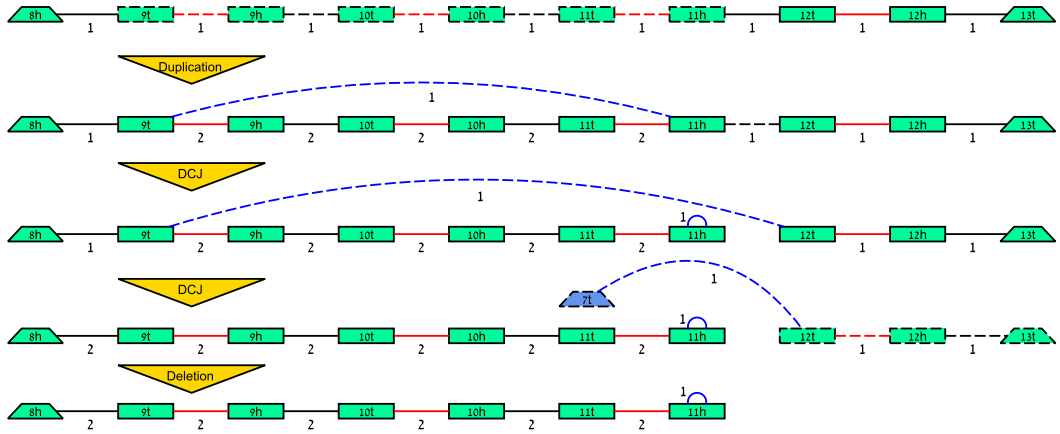 8h 9t 9h 10t 10h 11t 11h 12t 12h 13t
1 1 1 1 1 1 1 1 1
Duplication
1
8h 9t 9h 10t 10h 11t 11h 12t 12h 13t
1 2 2 2 2 2 1 1 1
DCJ
1 1
8h 9t 9h 10t 10h 11t 11h 12t 12h 13t
1 2 2 2 2 2 1 1
DCJ 1
7t
1
8h 9t 9h 10t 10h 11t 11h 12t 12h 13t
2 2 2 2 2 2 1 1
Deletion
1
8h 9t 9h 10t 10h 11t 11h
2 2 2 2 2 2